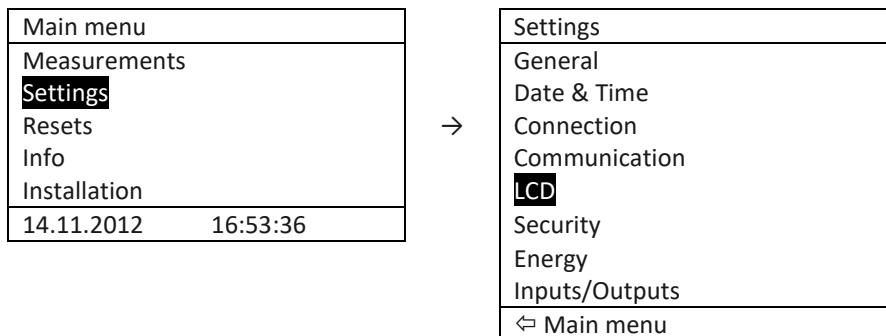 Main menu
Measurements
Settings
Resets
Info
Installation
14.11.2012 16:53:36
→
Settings
General
Date & Time
Connection
Communication
LCD
Security
Energy
Inputs/Outputs
⇦ Main menu